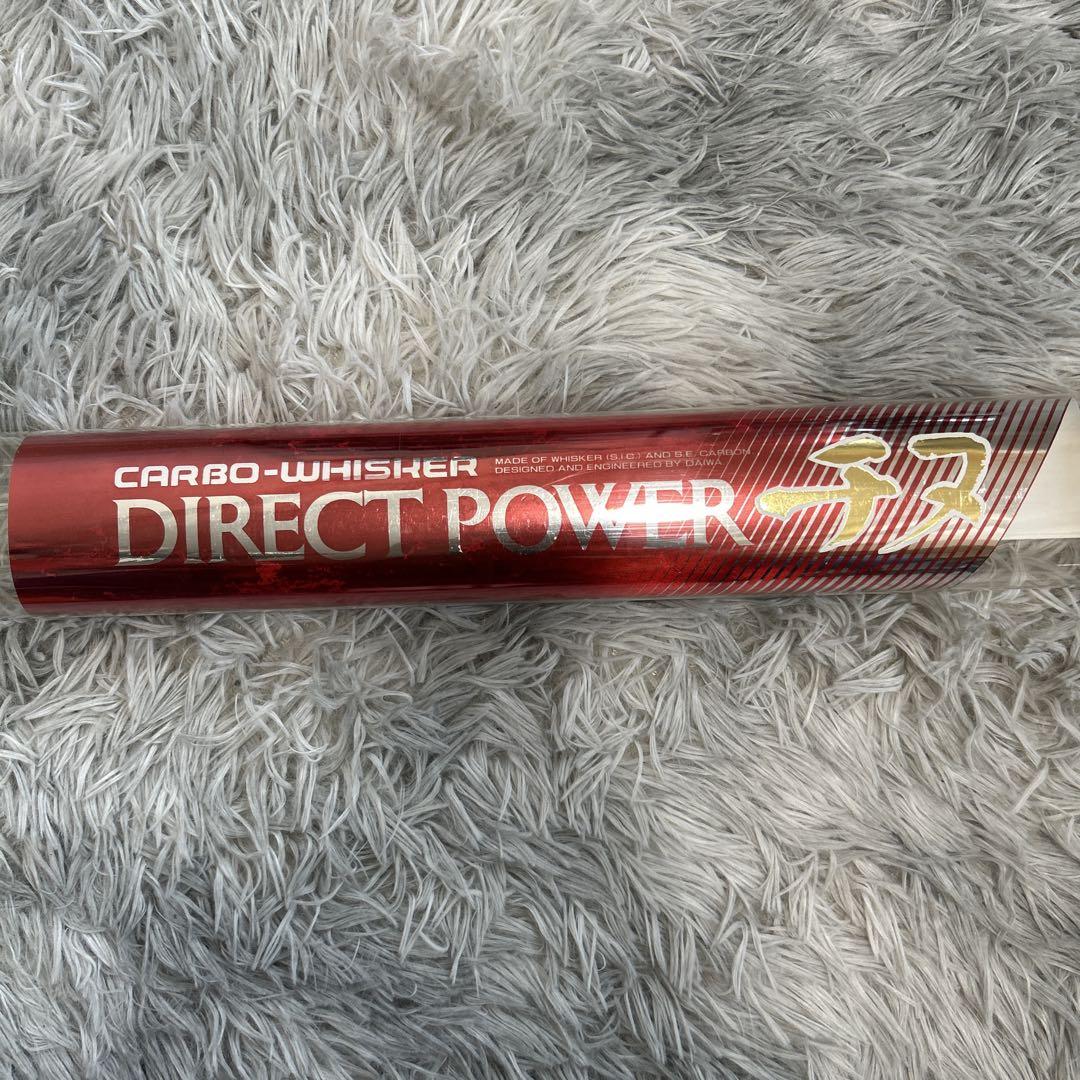 CARBO-WHISKER
MADE OF WHISKER (S.I.C.) AND S.E. CARBON.
DESIGNED AND ENGINEERED BY DAIWA
DIRECT POWER チヌ